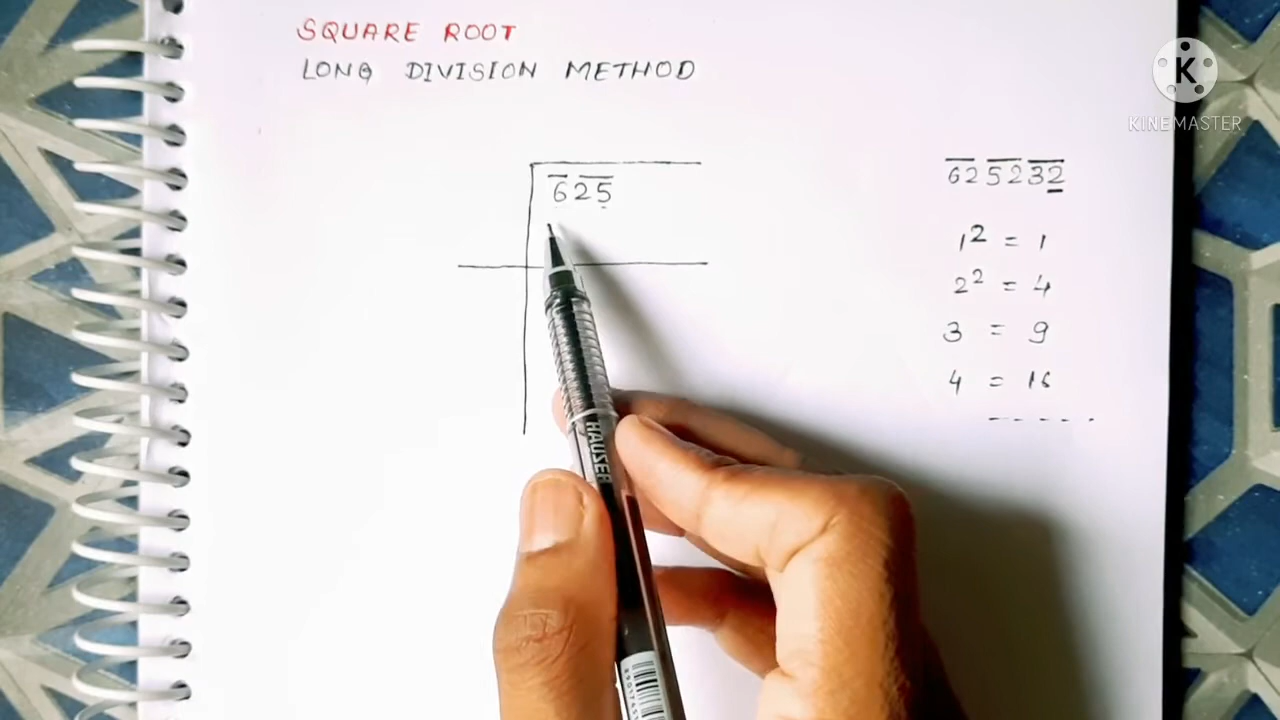 SQUARE ROOT
LONG DIVISION METHOD
625
625232
1² = 1
2² = 4
3 = 9
4 = 16
- - - - - .
K
KINEMASTER
HAUSER